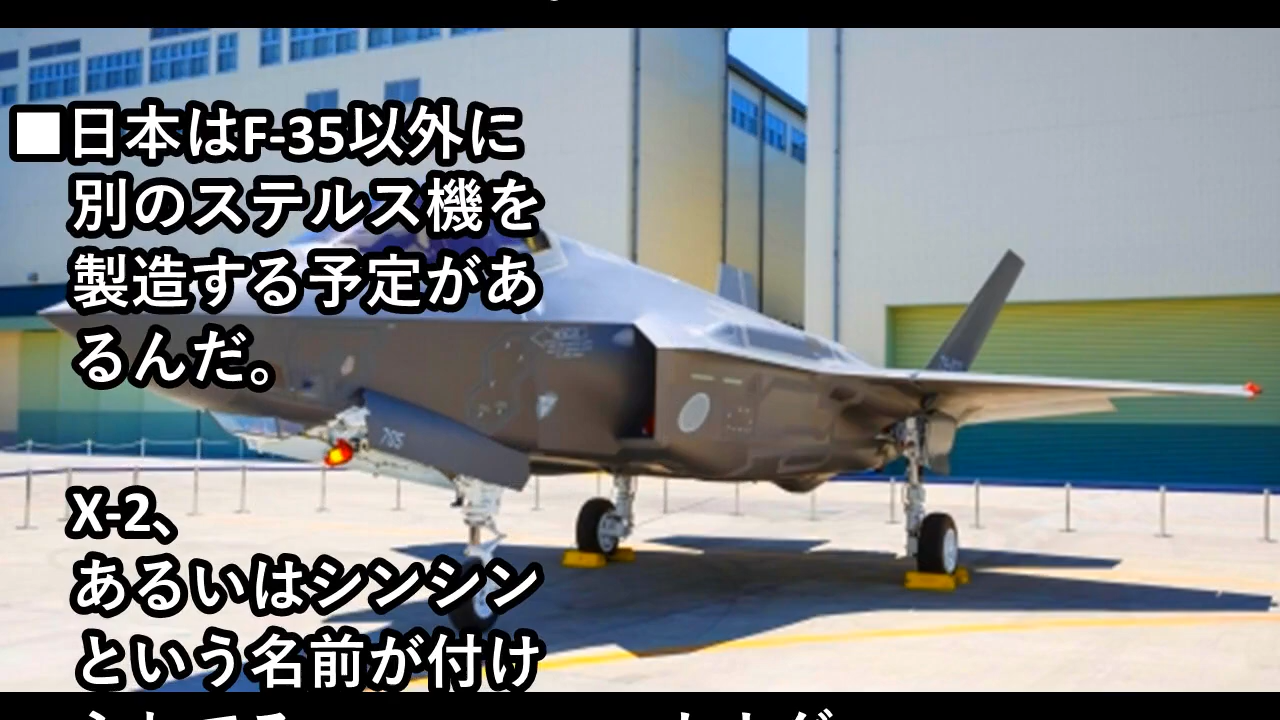 ■日本はF-35以外に
別のステルス機を
製造する予定があ
るんだ。
X-2、
あるいはシンシン
という名前が付け
705